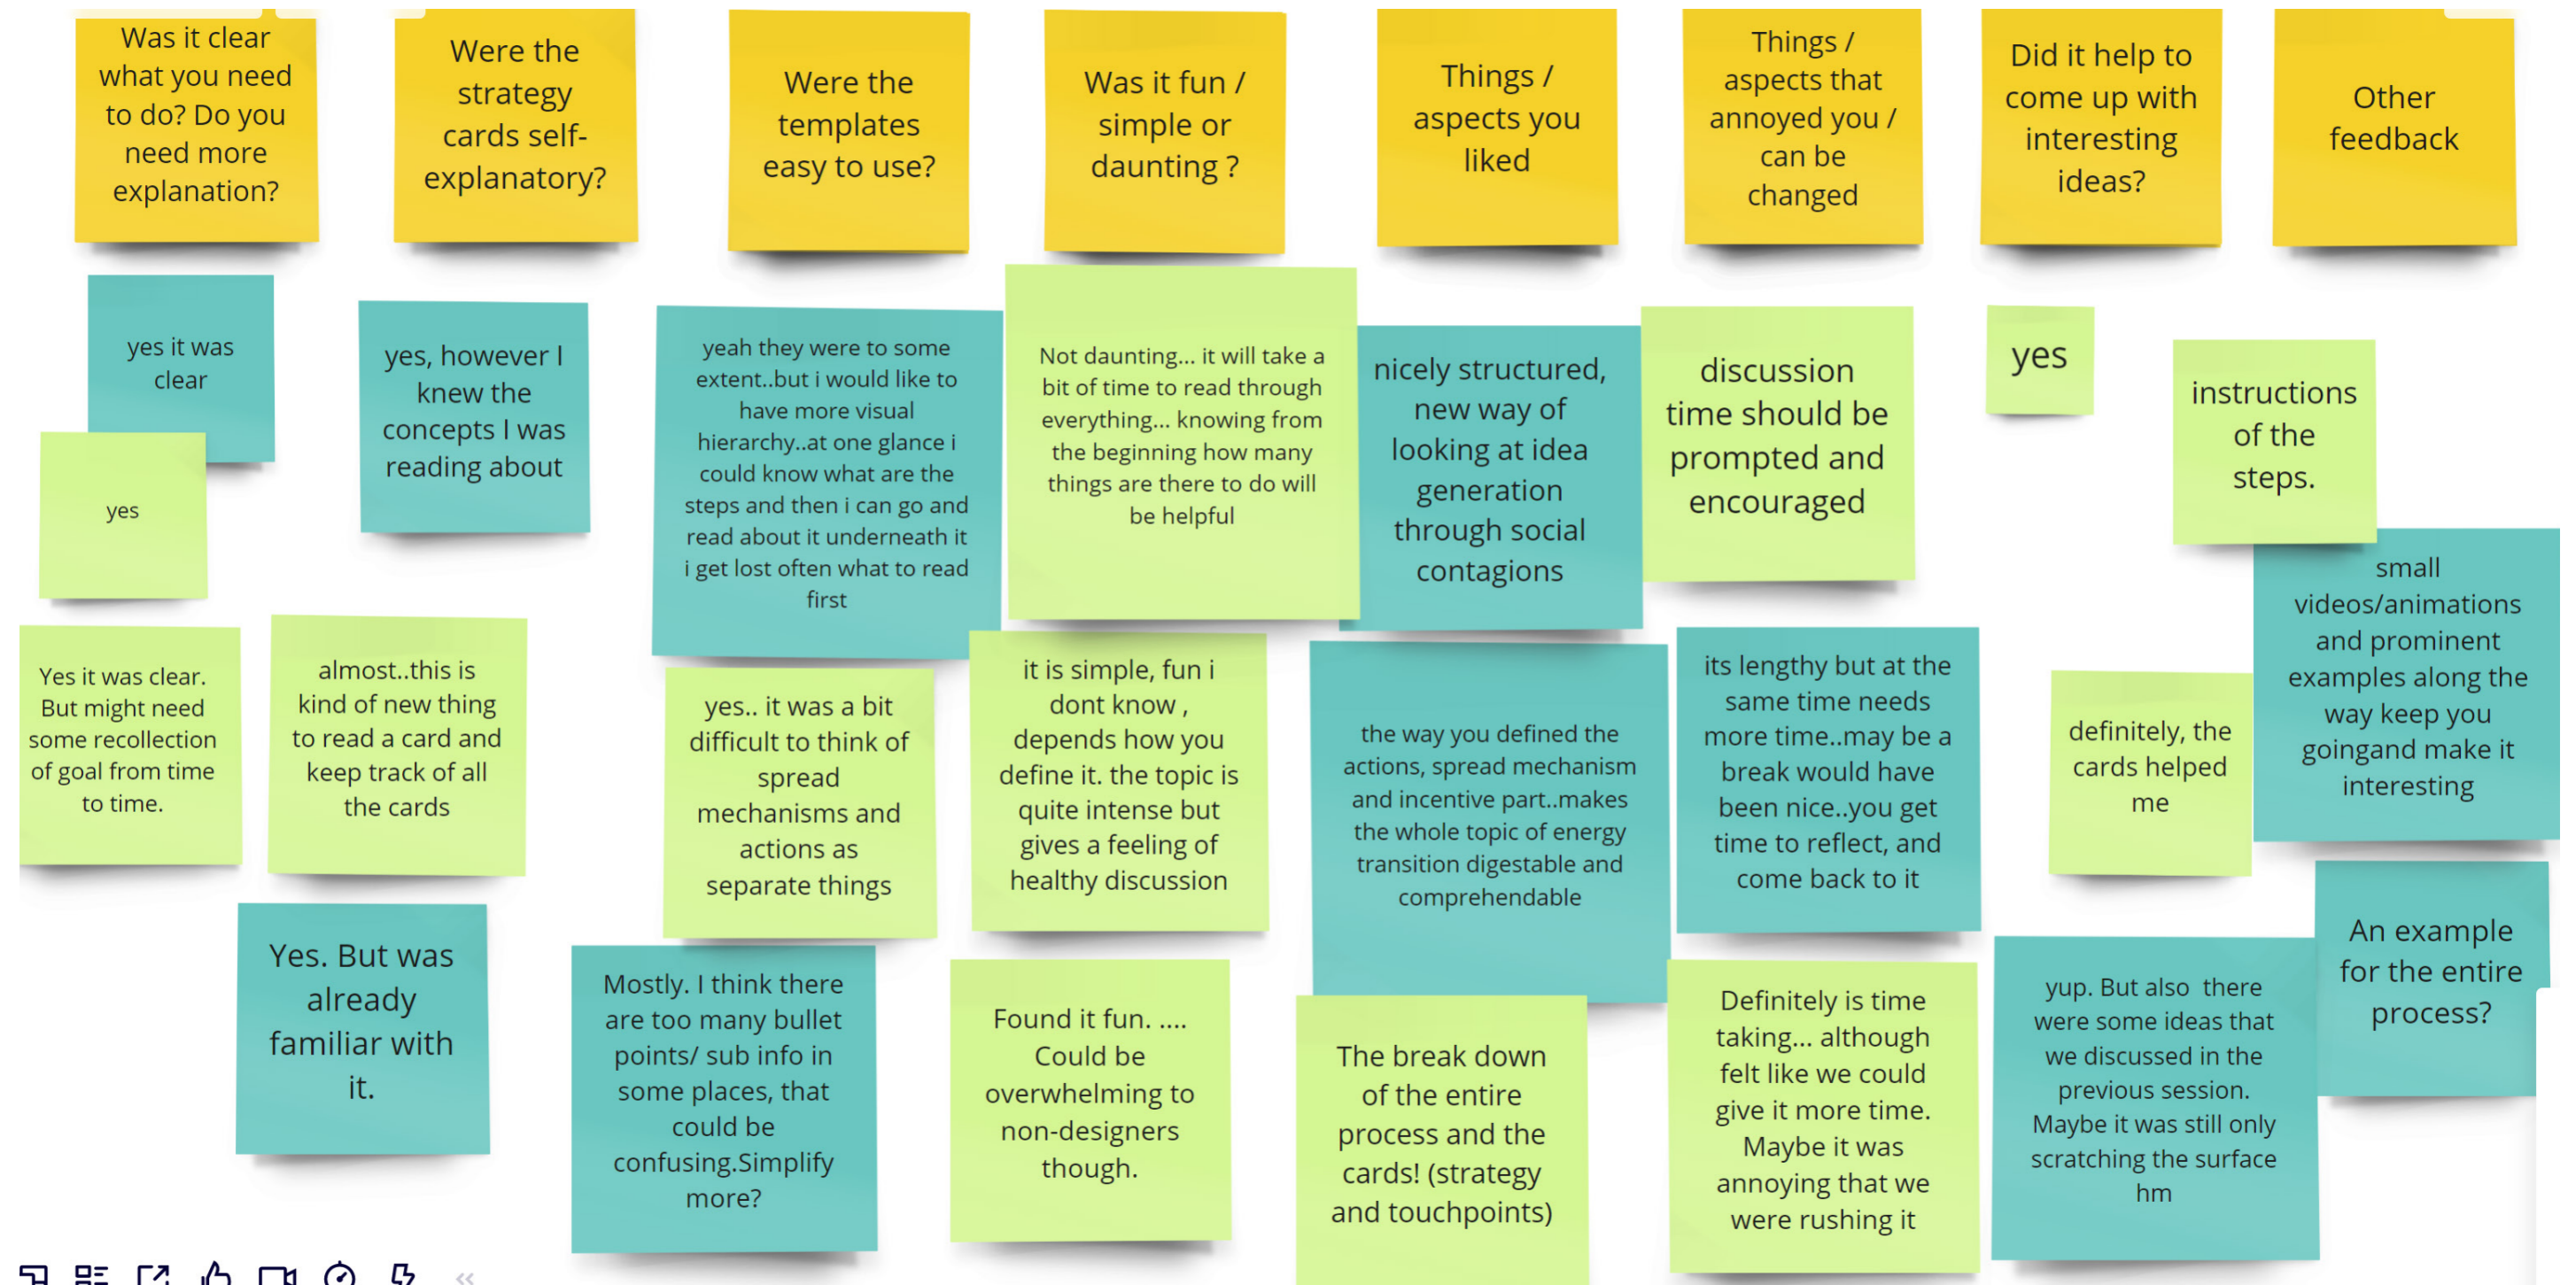 Was it clear
what you need
to do? Do you
need more
explanation?
Were the
strategy
cards self-
explanatory?
Were the
templates
easy to use?
Was it fun /
simple or
daunting ?
Things /
aspects you
liked
Things /
aspects that
annoyed you /
can be
changed
Did it help to
come up with
interesting
ideas?
Other
feedback
yes it was
clear
yes
Yes it was clear.
But might need
some recollection
of goal from time
to time.
yes, however I
knew the
concepts I was
reading about
almost..this is
kind of new thing
to read a card and
keep track of all
the cards
Yes. But was
already
familiar with
it.
yeah they were to some
extent..but i would like to
have more visual
hierarchy..at one glance i
could know what are the
steps and then i can go and
read about it underneath it
i get lost often what to read
first
yes.. it was a bit
difficult to think of
spread
mechanisms and
actions as
separate things
Mostly. I think there
are too many bullet
points/ sub info in
some places, that
could be
confusing.Simplify
more?
Not daunting... it will take a
bit of time to read through
everything... knowing from
the beginning how many
things are there to do will
be helpful
it is simple, fun i
dont know ,
depends how you
define it. the topic is
quite intense but
gives a feeling of
healthy discussion
Found it fun. ....
Could be
overwhelming to
non-designers
though.
nicely structured,
new way of
looking at idea
generation
through social
contagions
the way you defined the
actions, spread mechanism
and incentive part..makes
the whole topic of energy
transition digestable and
comprehendable
The break down
of the entire
process and the
cards! (strategy
and touchpoints)
discussion
time should be
prompted and
encouraged
its lengthy but at the
same time needs
more time..may be a
break would have
been nice..you get
time to reflect, and
come back to it
Definitely is time
taking... although
felt like we could
give it more time.
Maybe it was
annoying that we
were rushing it
yes
definitely, the
cards helped
me
yup. But also  there
were some ideas that
we discussed in the
previous session.
Maybe it was still only
scratching the surface
hm
instructions
of the
steps.
small
videos/animations
and prominent
examples along the
way keep you
goingand make it
interesting
An example
for the entire
process?